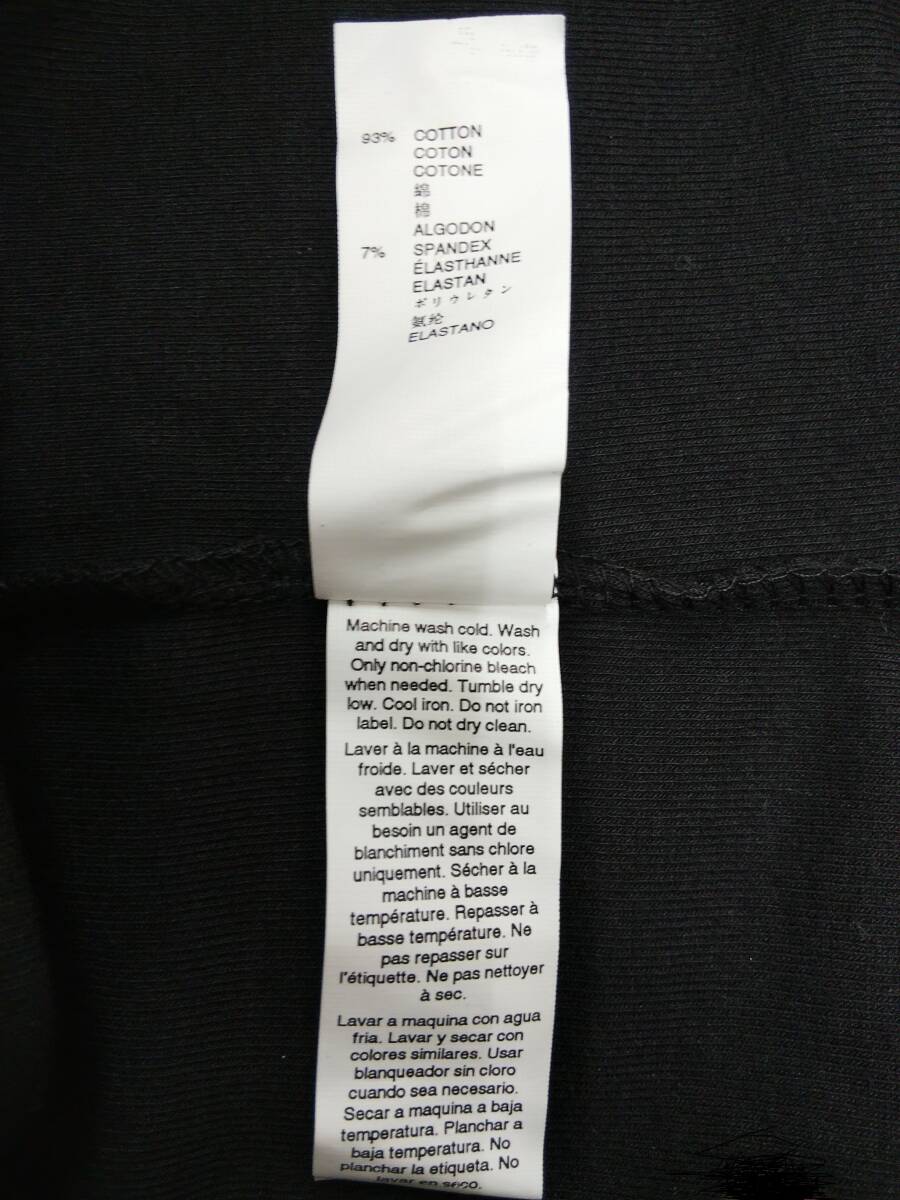 93% COTTON
COTON
COTONE
綿
棉
ALGODON
7% SPANDEX
ÉLASTHANNE
ELASTAN
ポリウレタン
氨纶
ELASTANO
Machine wash cold. Wash
and dry with like colors.
Only non-chlorine bleach
when needed. Tumble dry
low. Cool iron. Do not iron
label. Do not dry clean.
Laver à la machine à l'eau
froide. Laver et sécher
avec des couleurs
semblables. Utiliser au
besoin un agent de
blanchiment sans chlore
uniquement. Sécher à la
machine à basse
température. Repasser à
basse température. Ne
pas repasser sur
l'étiquette. Ne pas nettoyer
à sec.
Lavar a maquina con agua
fria. Lavar y secar con
colores similares. Usar
blanqueador sin cloro
cuando sea necesario.
Secar a maquina a baja
temperatura. Planchar a
baja temperatura. No
planchar la etiqueta. No
lavar en seco.